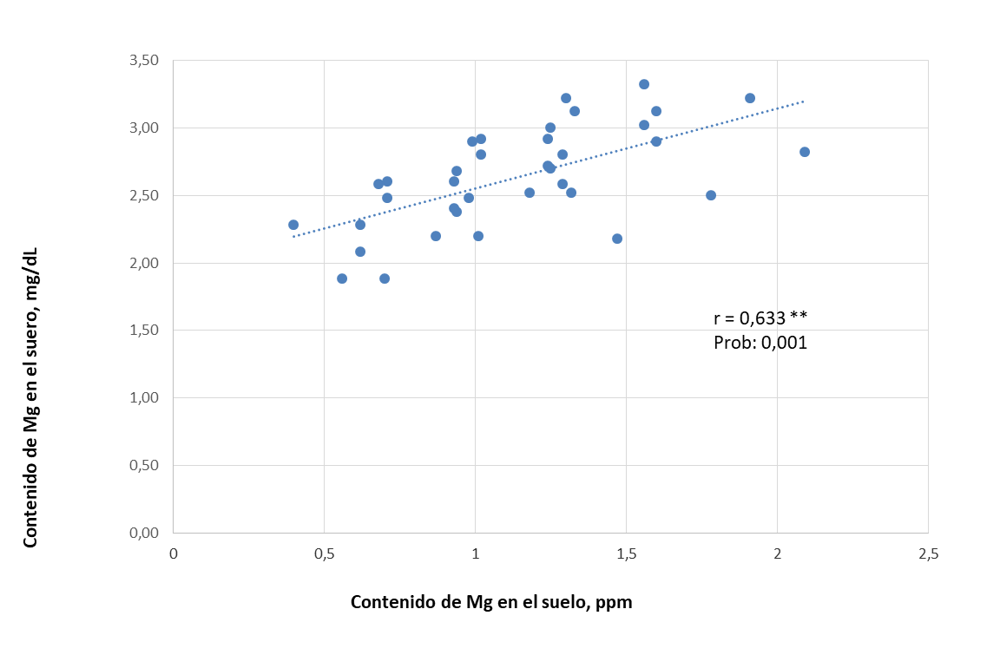 3,50
3,00
2,50
2,00
1,50
1,00
0,50
0,00
Contenido de Mg en el suero, mg/dL
r = 0,633 **
Prob: 0,001
0 0,5 1 1,5 2 2,5
Contenido de Mg en el suelo, ppm